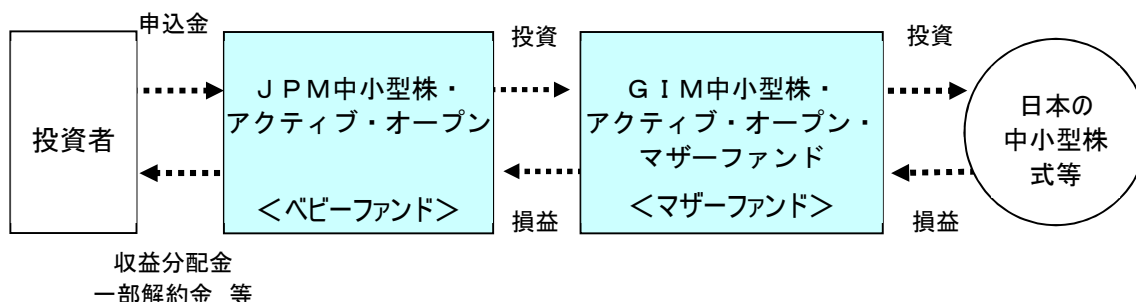 申込金
投資者
収益分配金
一部解約金 等
ＪＰＭ中小型株・
アクティブ・オープン
＜ベビーファンド＞
投資
損益
ＧＩＭ中小型株・
アクティブ・オープン・
マザーファンド
＜マザーファンド＞
投資
損益
日本の
中小型株
式等